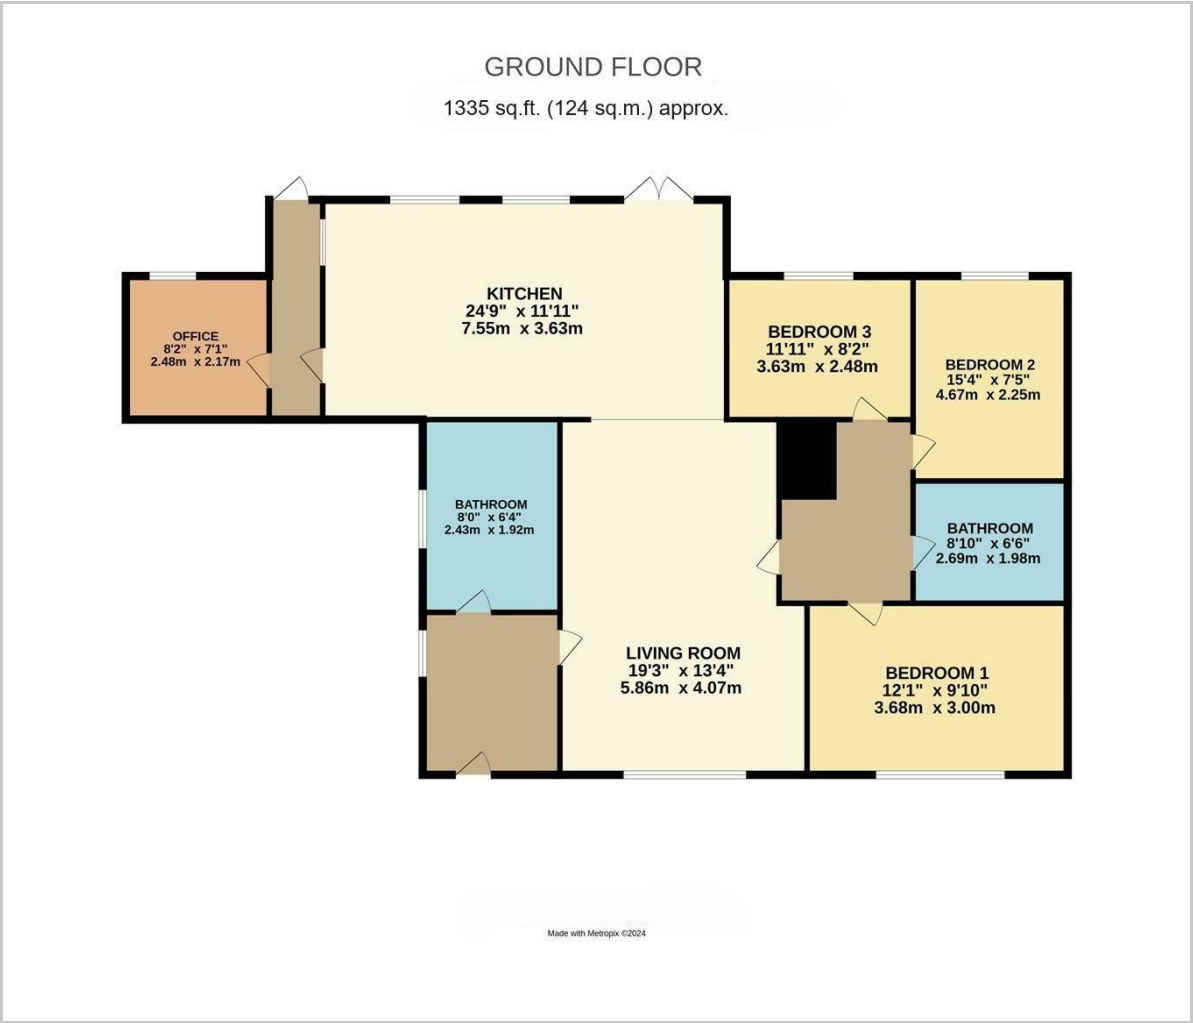 GROUND FLOOR
1335 sq.ft. (124 sq.m.) approx.
KITCHEN
24'9" x 11'11"
7.55m x 3.63m
OFFICE
8'2" x 7'1"
2.48m x 2.17m
BEDROOM 3
11'11" x 8'2"
3.63m x 2.48m
BEDROOM 2
15'4" x 7'5"
4.67m x 2.25m
BATHROOM
8'0" x 6'4"
2.43m x 1.92m
BATHROOM
8'10" x 6'6"
2.69m x 1.98m
LIVING ROOM
19'3" x 13'4"
5.86m x 4.07m
BEDROOM 1
12'1" x 9'10"
3.68m x 3.00m
Made with Metropix ©2024